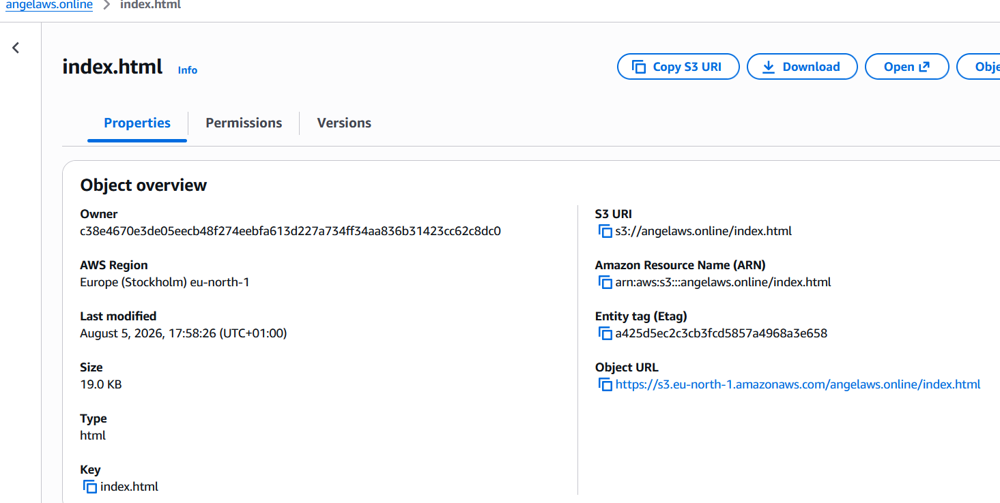 angelaws.online > index.html
index.html Info
Copy S3 URI Download Open
Properties Permissions Versions
Object overview
Owner
c38e4670e3de05eecb48f274eebfa613d227a734ff34aa836b31423cc62c8dc0
AWS Region
Europe (Stockholm) eu-north-1
Last modified
August 5, 2026, 17:58:26 (UTC+01:00)
Size
19.0 KB
Type
html
Key
index.html
S3 URI
s3://angelaws.online/index.html
Amazon Resource Name (ARN)
arn:aws:s3:::angelaws.online/index.html
Entity tag (Etag)
a425d5ec2c3cb3fcd5857a4968a3e658
Object URL
https://s3.eu-north-1.amazonaws.com/angelaws.online/index.html